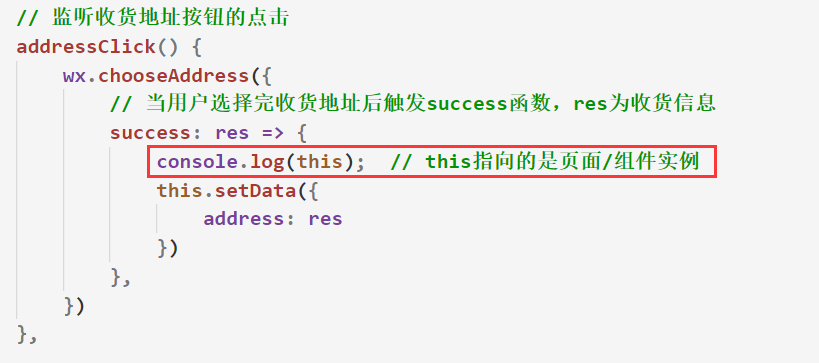 // 监听收货地址按钮的点击
addressClick() {
wx.chooseAddress({
// 当用户选择完收货地址后触发success函数，res为收货信息
success: res => {
console.log(this); // this指向的是页面/组件实例
this.setData({
address: res
})
},
})
},